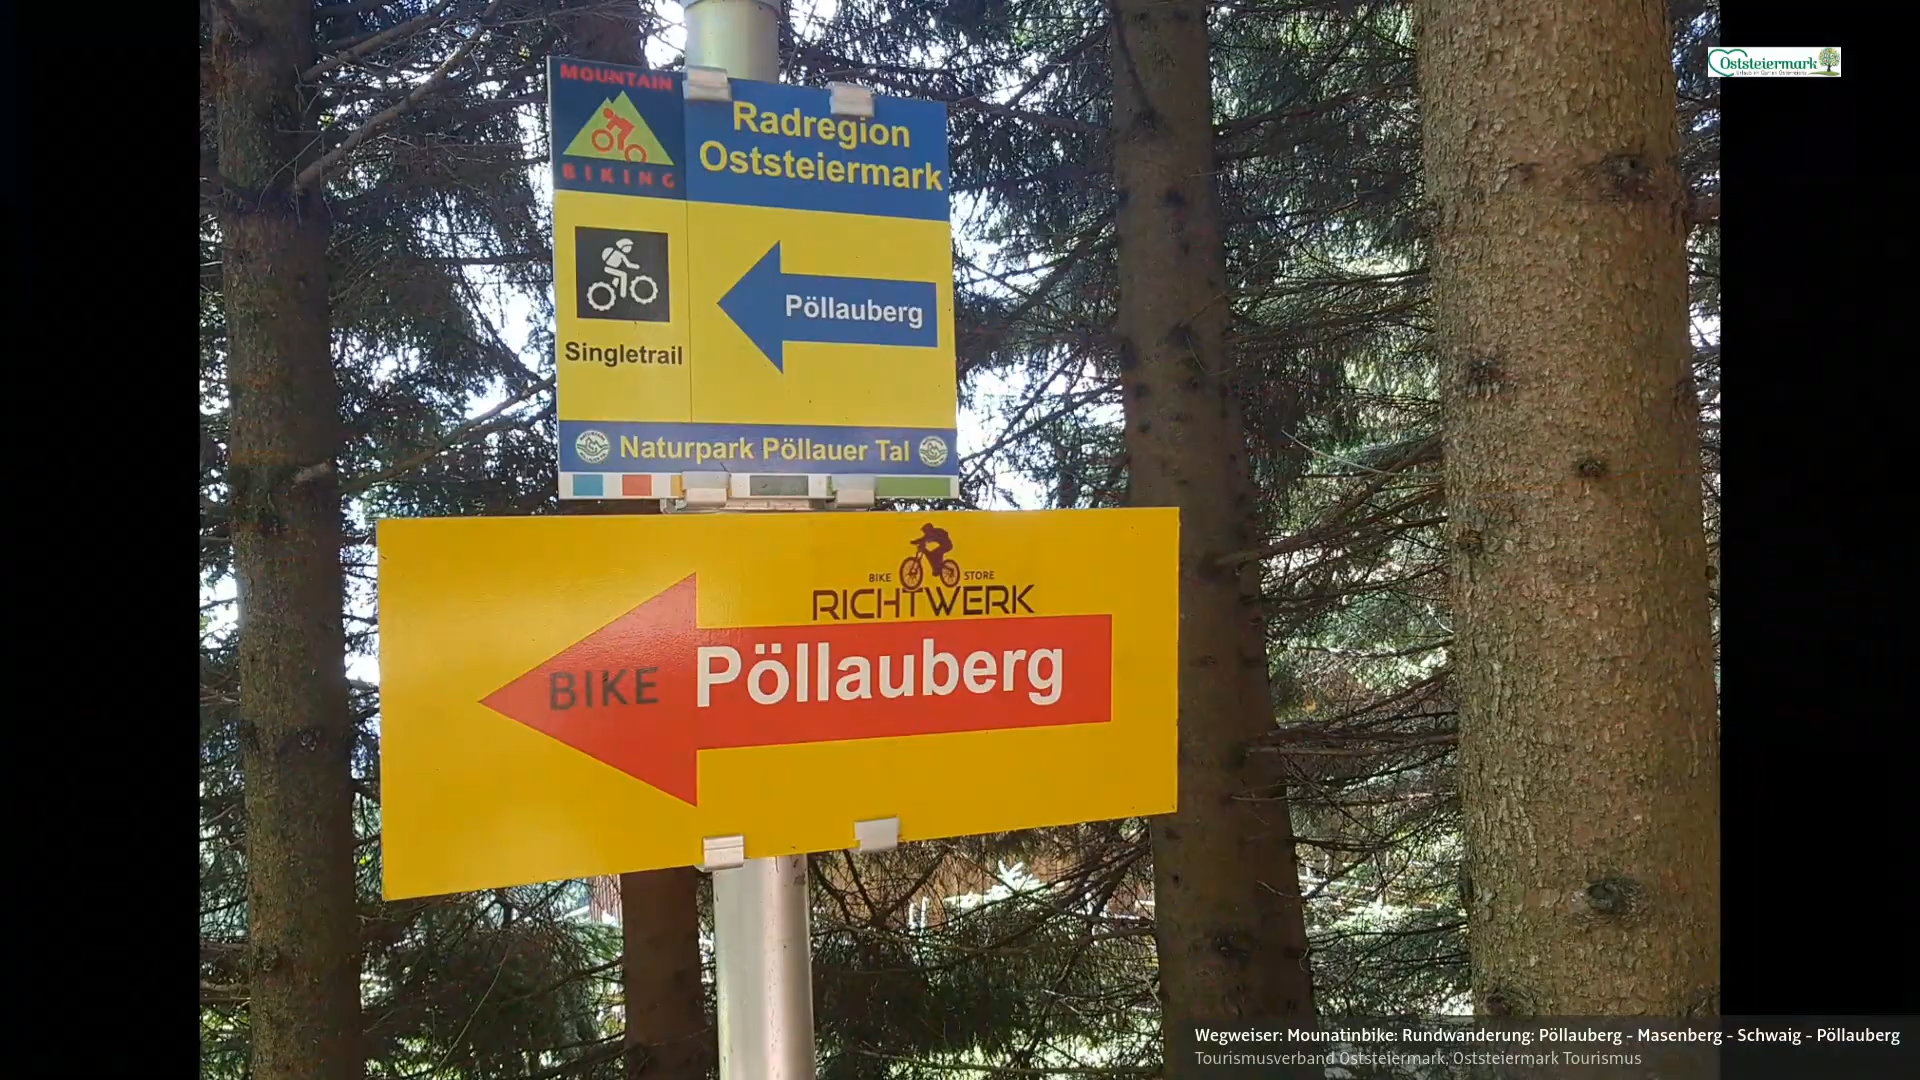 MOUNTAIN
BIKING
Radregion
Oststeiermark
Pöllauberg
Singletrail
Naturpark Pöllauer Tal
BIKE STORE
RICHTWERK
BIKE Pöllauberg
Oststeiermark
Wegweiser: Mounatinbike: Rundwanderung: Pöllauberg - Masenberg - Schwaig - Pöllauberg
Tourismusverband Oststeiermark, Oststeiermark Tourismus